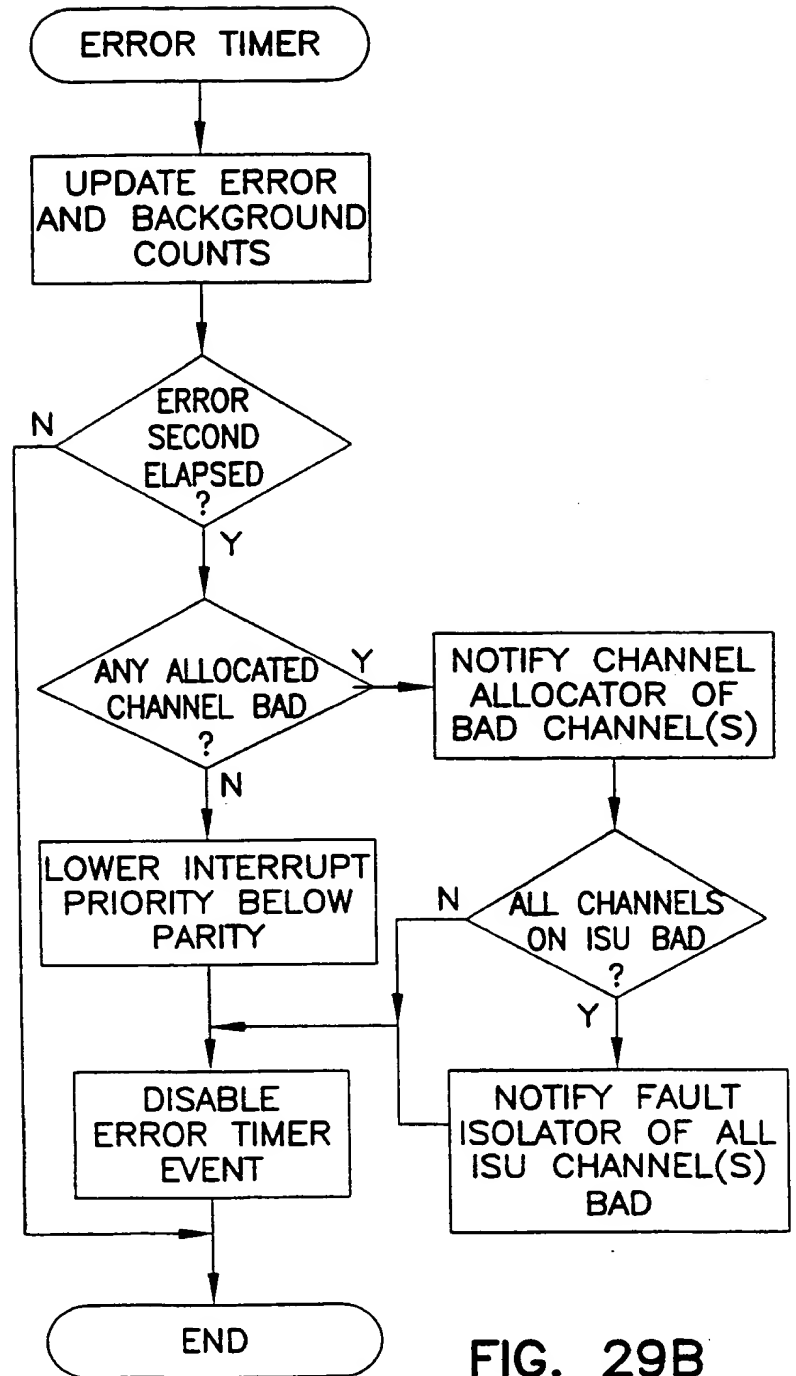 ERROR TIMER
UPDATE ERROR
AND BACKGROUND
COUNTS
ERROR
SECOND
ELAPSED
?
N
Y
ANY ALLOCATED
CHANNEL BAD
?
Y
N
NOTIFY CHANNEL
ALLOCATOR OF
BAD CHANNEL(S)
LOWER INTERRUPT
PRIORITY BELOW
PARITY
ALL CHANNELS
ON ISU BAD
?
N
Y
DISABLE
ERROR TIMER
EVENT
NOTIFY FAULT
ISOLATOR OF ALL
ISU CHANNEL(S)
BAD
END
FIG. 29B